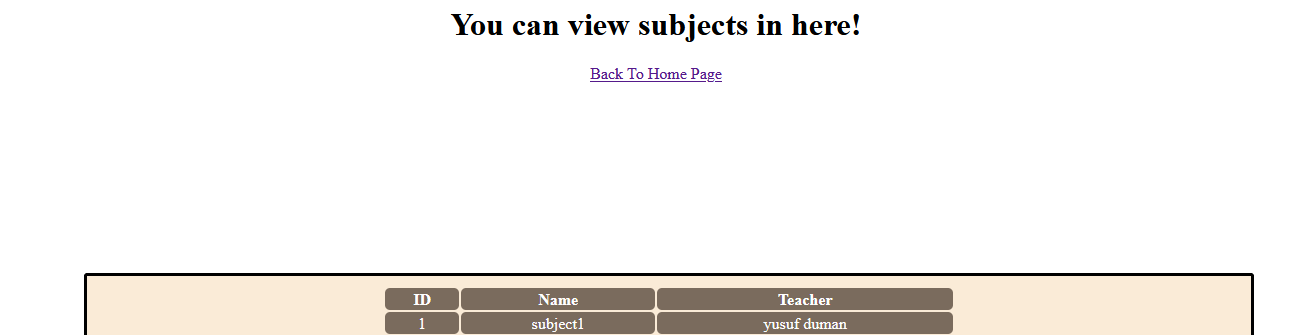 You can view subjects in here!
Back To Home Page
ID Name Teacher
1 subject1 yusuf duman